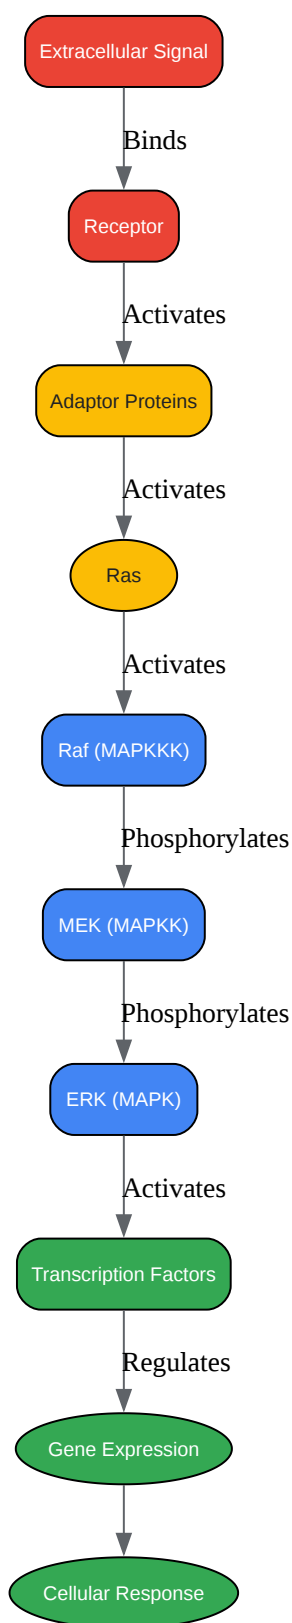 Extracellular Signal
Binds
Receptor
Activates
Adaptor Proteins
Activates
Ras
Activates
Raf (MAPKKK)
Phosphorylates
MEK (MAPKK)
Phosphorylates
ERK (MAPK)
Activates
Transcription Factors
Regulates
Gene Expression
Cellular Response